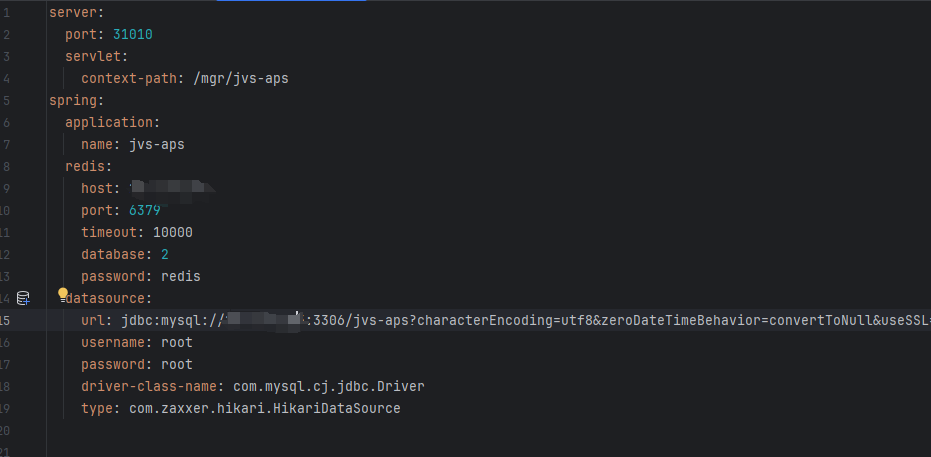 1 server:
2   port: 31010
3   servlet:
4     context-path: /mgr/jvs-aps
5 spring:
6   application:
7     name: jvs-aps
8   redis:
9     host:
10     port: 6379
11     timeout: 10000
12     database: 2
13     password: redis
14   datasource:
15     url: jdbc:mysql:// :3306/jvs-aps?characterEncoding=utf8&zeroDateTimeBehavior=convertToNull&useSSL=
16     username: root
17     password: root
18     driver-class-name: com.mysql.cj.jdbc.Driver
19     type: com.zaxxer.hikari.HikariDataSource
20
21